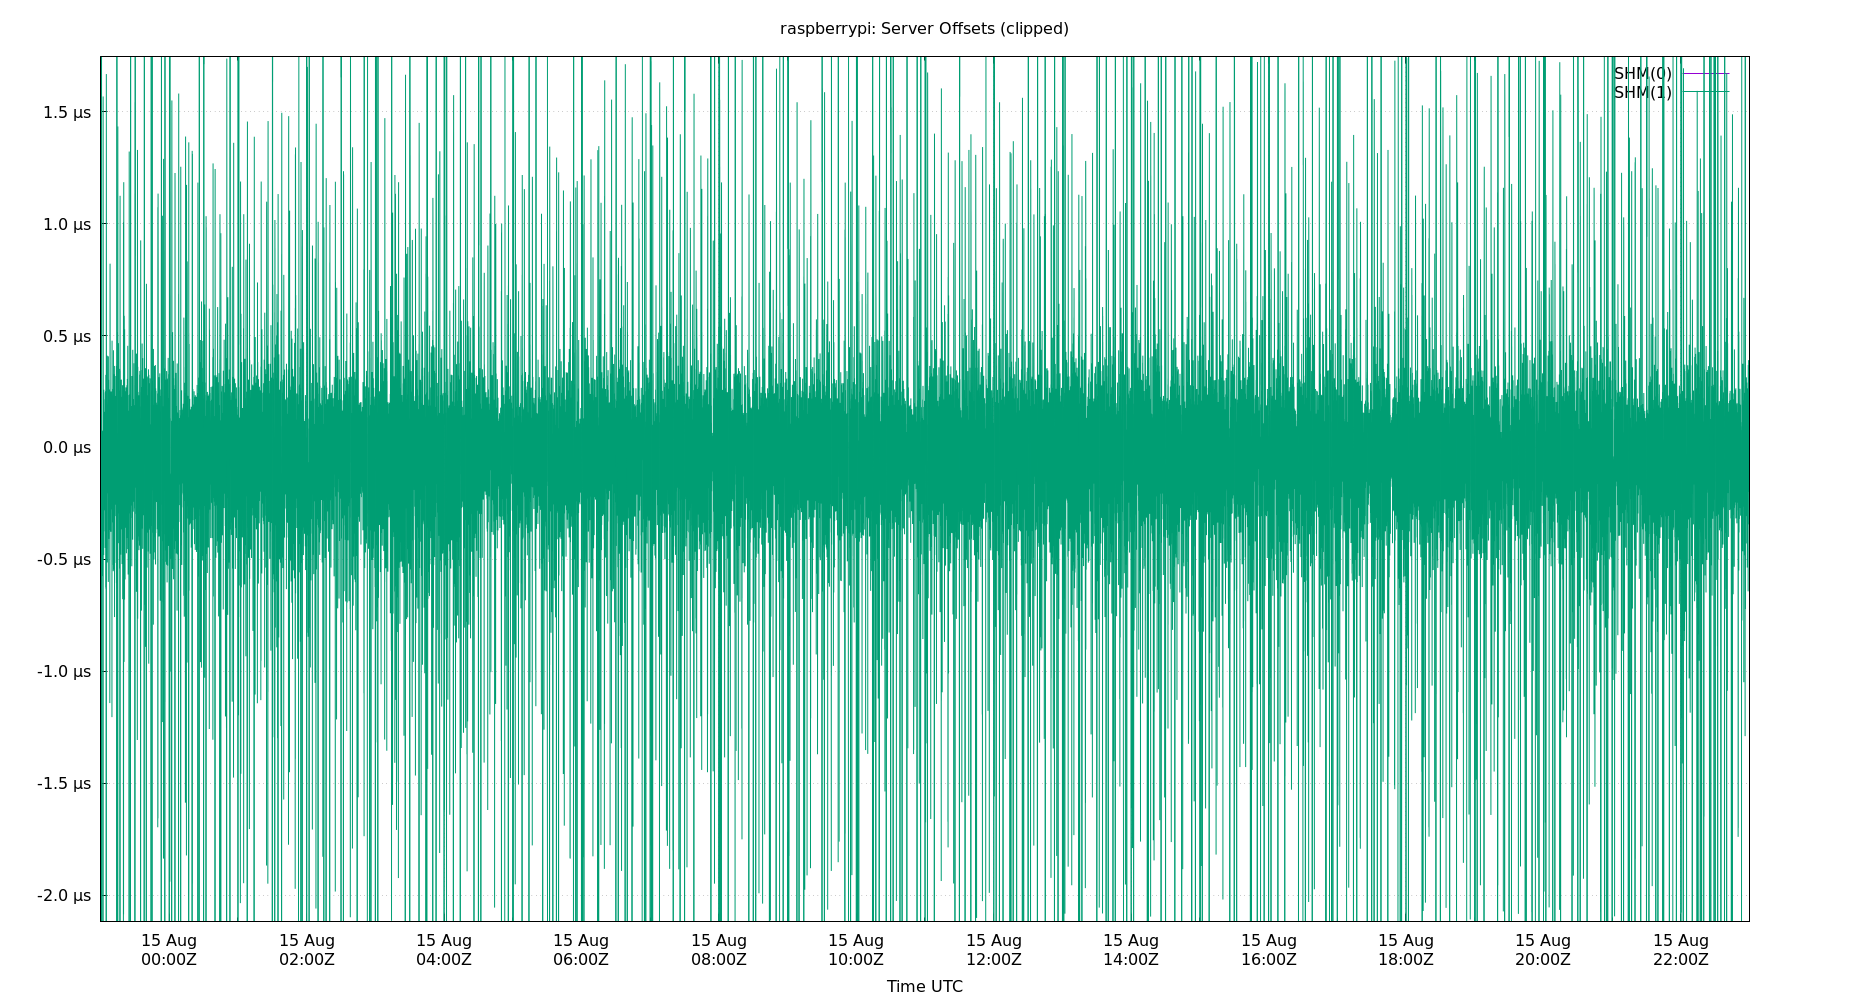 raspberrypi: Server Offsets (clipped)
SHM(0)
SHM(1)
1.5 µs
1.0 µs
0.5 µs
0.0 µs
-0.5 µs
-1.0 µs
-1.5 µs
-2.0 µs
15 Aug 15 Aug 15 Aug 15 Aug 15 Aug 15 Aug 15 Aug 15 Aug 15 Aug 15 Aug 15 Aug 15 Aug
00:00Z 02:00Z 04:00Z 06:00Z 08:00Z 10:00Z 12:00Z 14:00Z 16:00Z 18:00Z 20:00Z 22:00Z
Time UTC